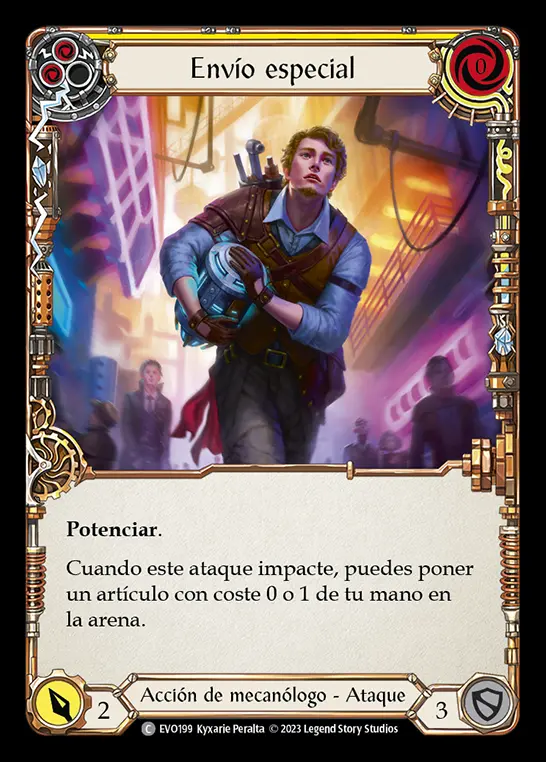 Envío especial
0
Potenciar.
Cuando este ataque impacte, puedes poner
un artículo con coste 0 o 1 de tu mano en
la arena.
2
Acción de mecanólogo - Ataque
3
C EVO199 Kyxarie Peralta © 2023 Legend Story Studios